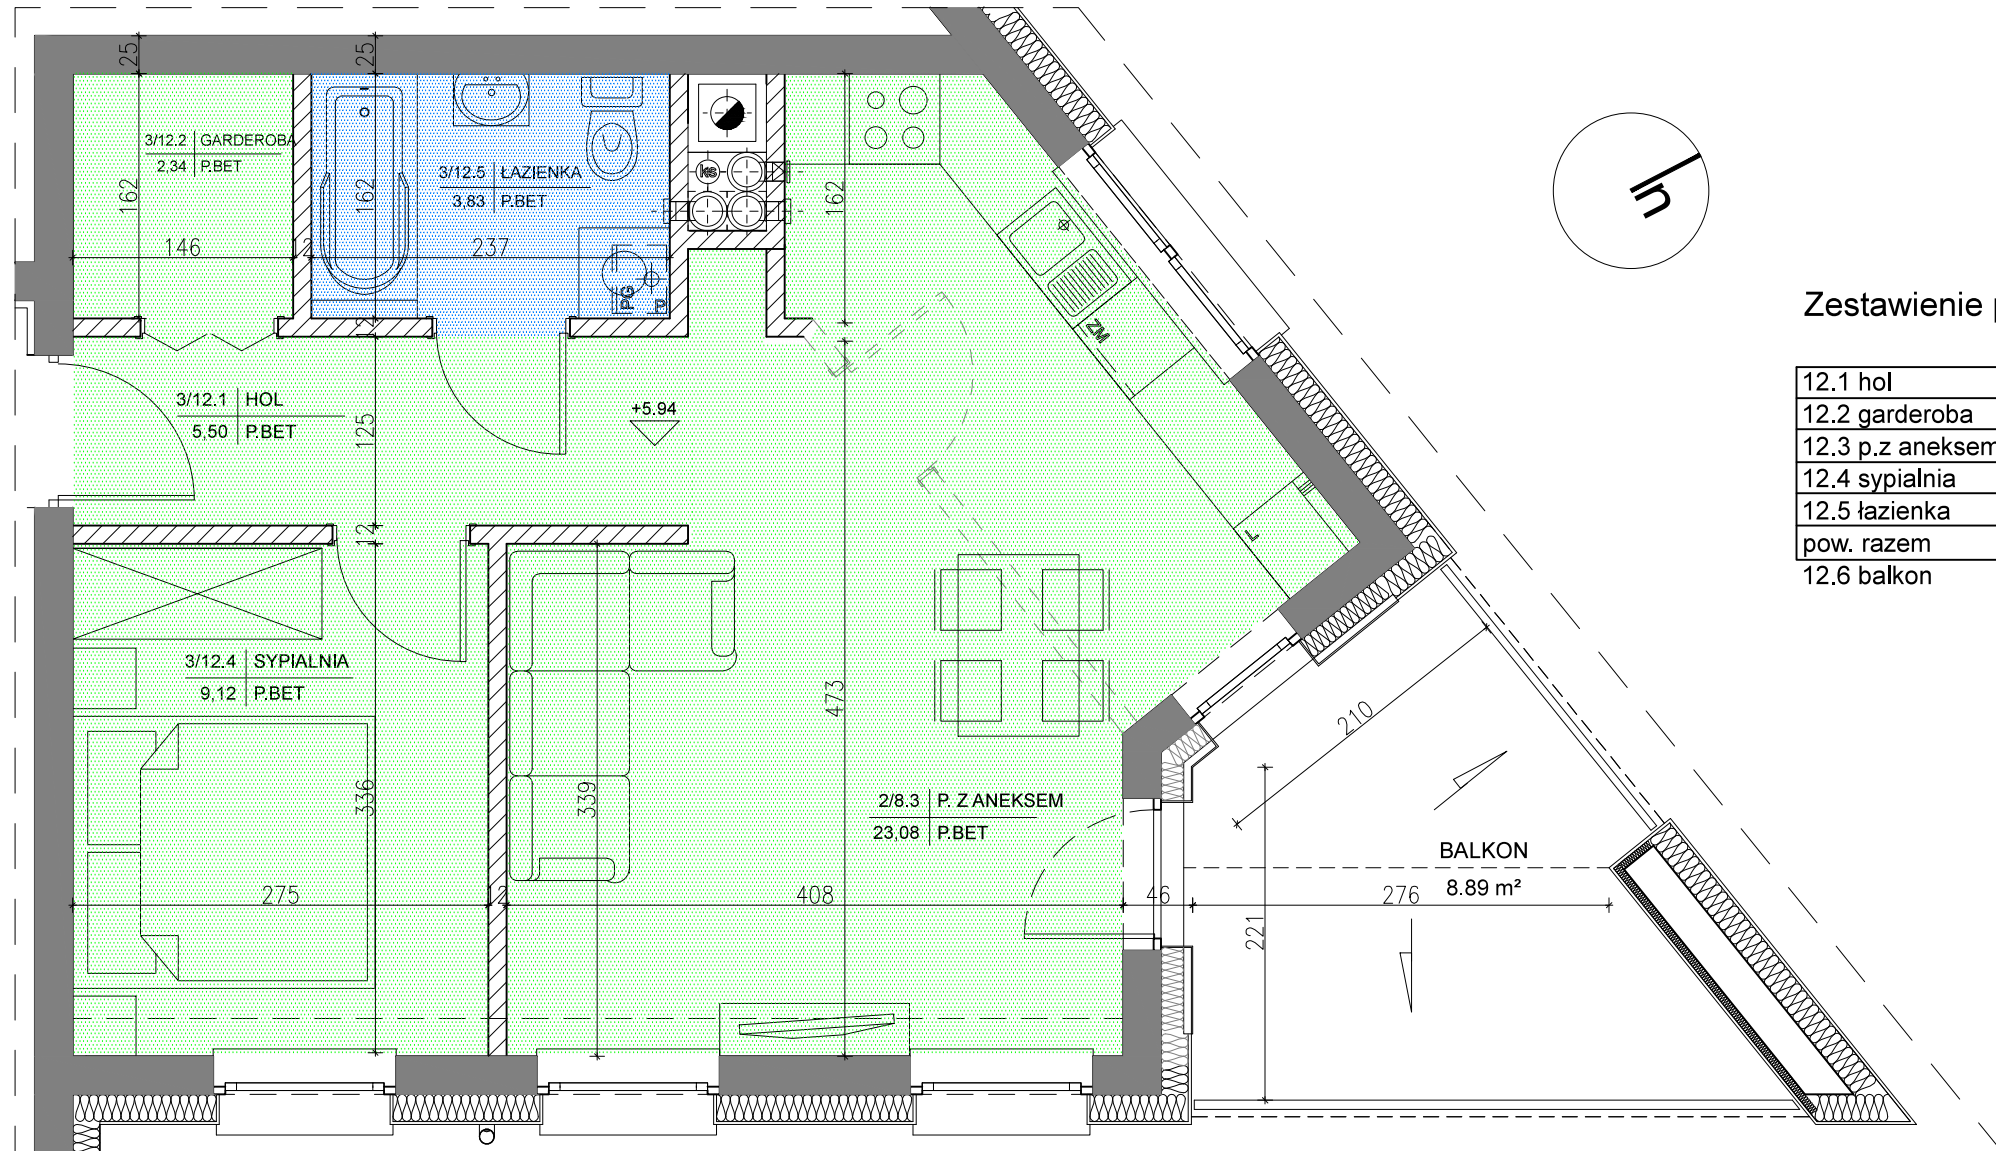 25
25
3/12.2 GARDEROBA
2,34 P.BET
162
146
12
3/12.5 ŁAZIENKA
3,83 P.BET
162
237
ks
PG
P
162
ZM
12
3/12.1 HOL
5,50 P.BET
125
+5.94
12
L
3/12.4 SYPIALNIA
9,12 P.BET
336
275
12
339
473
408
2/8.3 P. Z ANEKSEM
23,08 P.BET
46
210
221
276
BALKON
8.89 m²
Zestawienie p
12.1 hol
12.2 garderoba
12.3 p.z aneksem
12.4 sypialnia
12.5 łazienka
pow. razem
12.6 balkon